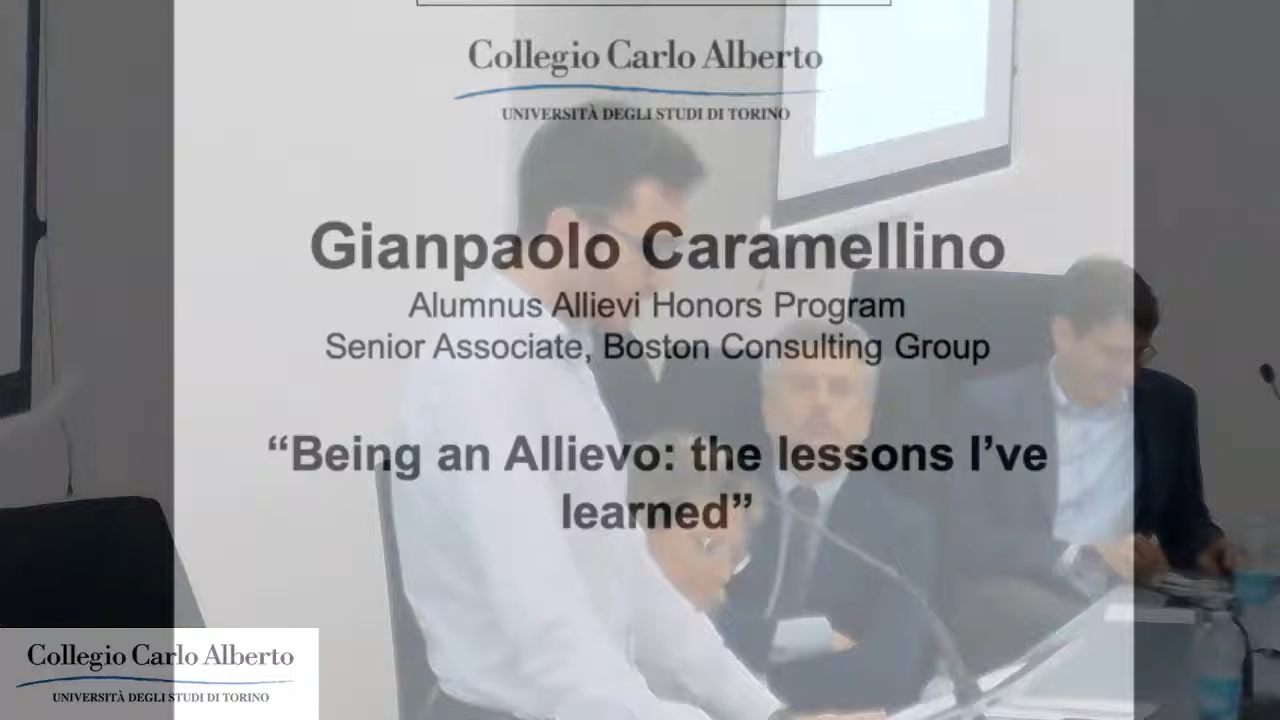 Collegio Carlo Alberto
UNIVERSITÀ DEGLI STUDI DI TORINO
Gianpaolo Caramellino
Alumnus Allievi Honors Program
Senior Associate, Boston Consulting Group
“Being an Allievo: the lessons I’ve
learned”
Collegio Carlo Alberto
UNIVERSITÀ DEGLI STUDI DI TORINO